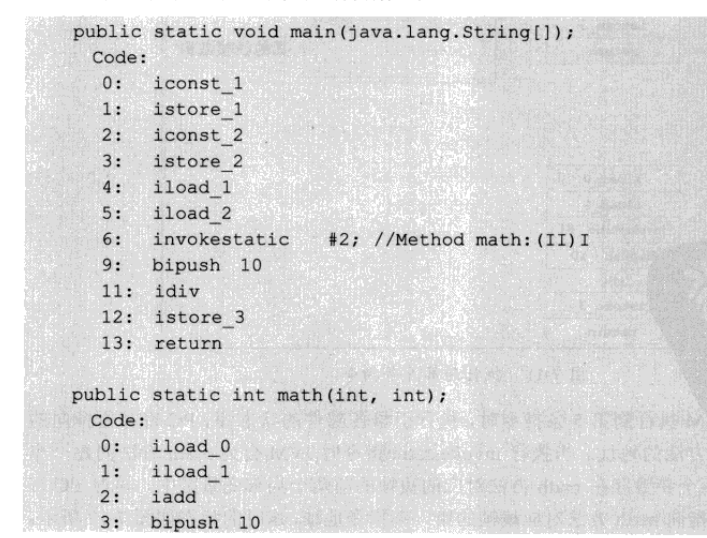 public static void main(java.lang.String[]);
Code:
0: iconst_1
1: istore_1
2: iconst_2
3: istore_2
4: iload_1
5: iload_2
6: invokestatic #2; //Method math:(II)I
9: bipush 10
11: idiv
12: istore_3
13: return
public static int math(int, int);
Code:
0: iload_0
1: iload_1
2: iadd
3: bipush 10